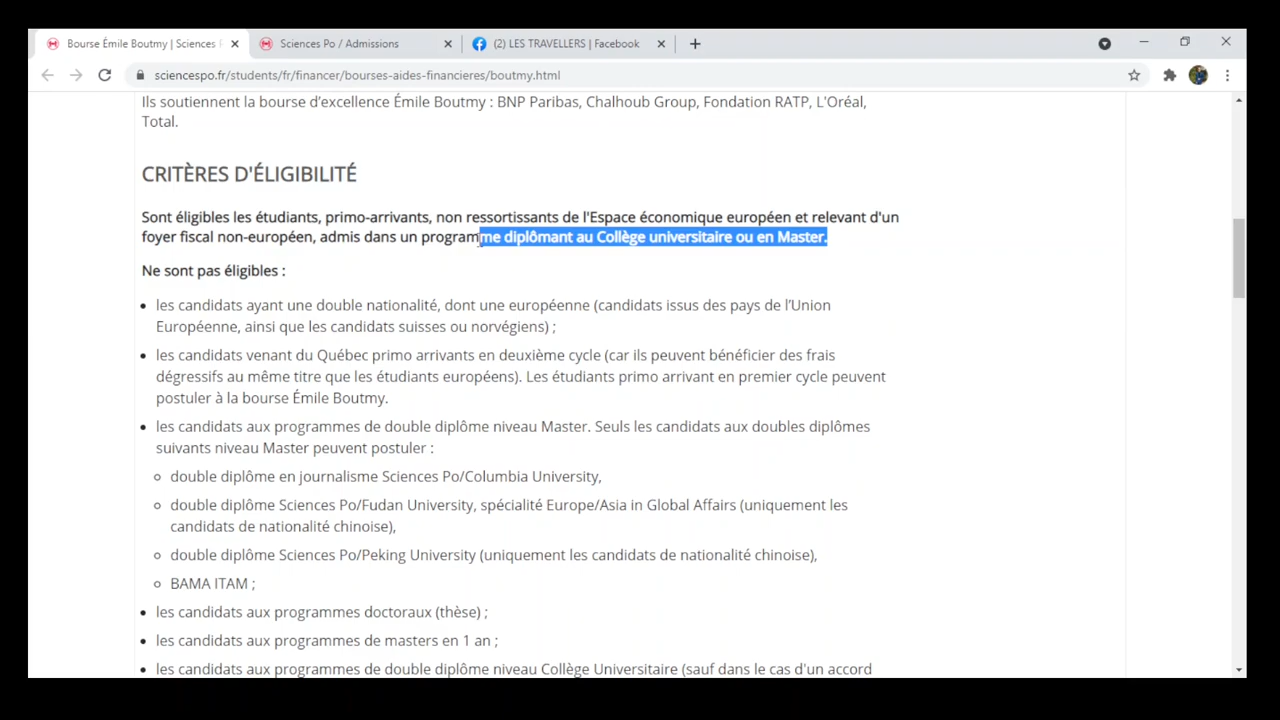 Bourse Émile Boutmy | Sciences
Sciences Po / Admissions
(2) LES TRAVELLERS | Facebook
sciencespo.fr/students/fr/financer/bourses-aides-financieres/boutmy.html
Ils soutiennent la bourse d'excellence Émile Boutmy : BNP Paribas, Chalhoub Group, Fondation RATP, L'Oréal,
Total.
CRITÈRES D'ÉLIGIBILITÉ
Sont éligibles les étudiants, primo-arrivants, non ressortissants de l'Espace économique européen et relevant d'un
foyer fiscal non-européen, admis dans un programme diplômant au Collège universitaire ou en Master.
Ne sont pas éligibles :
les candidats ayant une double nationalité, dont une européenne (candidats issus des pays de l'Union
Européenne, ainsi que les candidats suisses ou norvégiens) ;
les candidats venant du Québec primo arrivants en deuxième cycle (car ils peuvent bénéficier des frais
dégressifs au même titre que les étudiants européens). Les étudiants primo arrivant en premier cycle peuvent
postuler à la bourse Émile Boutmy.
les candidats aux programmes de double diplôme niveau Master. Seuls les candidats aux doubles diplômes
suivants niveau Master peuvent postuler :
double diplôme en journalisme Sciences Po/Columbia University,
double diplôme Sciences Po/Fudan University, spécialité Europe/Asia in Global Affairs (uniquement les
candidats de nationalité chinoise),
double diplôme Sciences Po/Peking University (uniquement les candidats de nationalité chinoise),
BAMA ITAM ;
les candidats aux programmes doctoraux (thèse) ;
les candidats aux programmes de masters en 1 an ;
les candidats aux programmes de double diplôme niveau Collège Universitaire (sauf dans le cas d'un accord